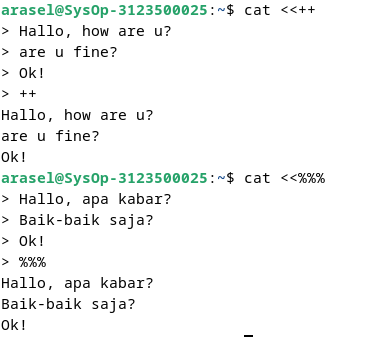 arasel@SysOp-3123500025:~$ cat <<++
> Hallo, how are u?
> are u fine?
> Ok!
> ++
Hallo, how are u?
are u fine?
Ok!
arasel@SysOp-3123500025:~$ cat <<%%%
> Hallo, apa kabar?
> Baik-baik saja?
> Ok!
> %%%
Hallo, apa kabar?
Baik-baik saja?
Ok!